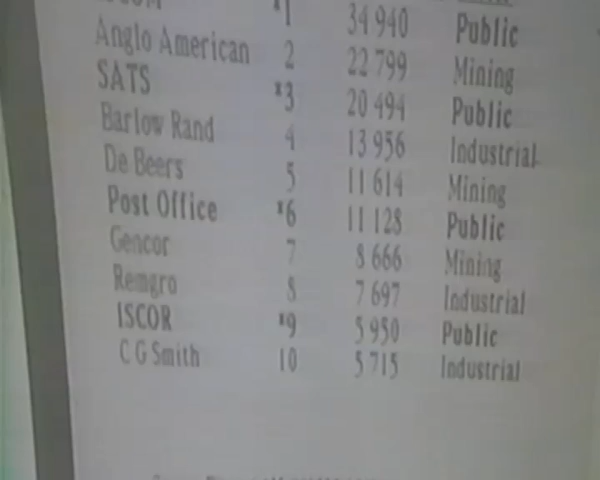 *1 34 940 Public
Anglo American 2 22 799 Mining
SATS *3 20 494 Public
Barlow Rand 4 13 956 Industrial
De Beers 5 11 614 Mining
Post Office *6 11 128 Public
Gencor 7 8 666 Mining
Remgro 8 7 697 Industrial
ISCOR *9 5 950 Public
C G Smith 10 5 715 Industrial